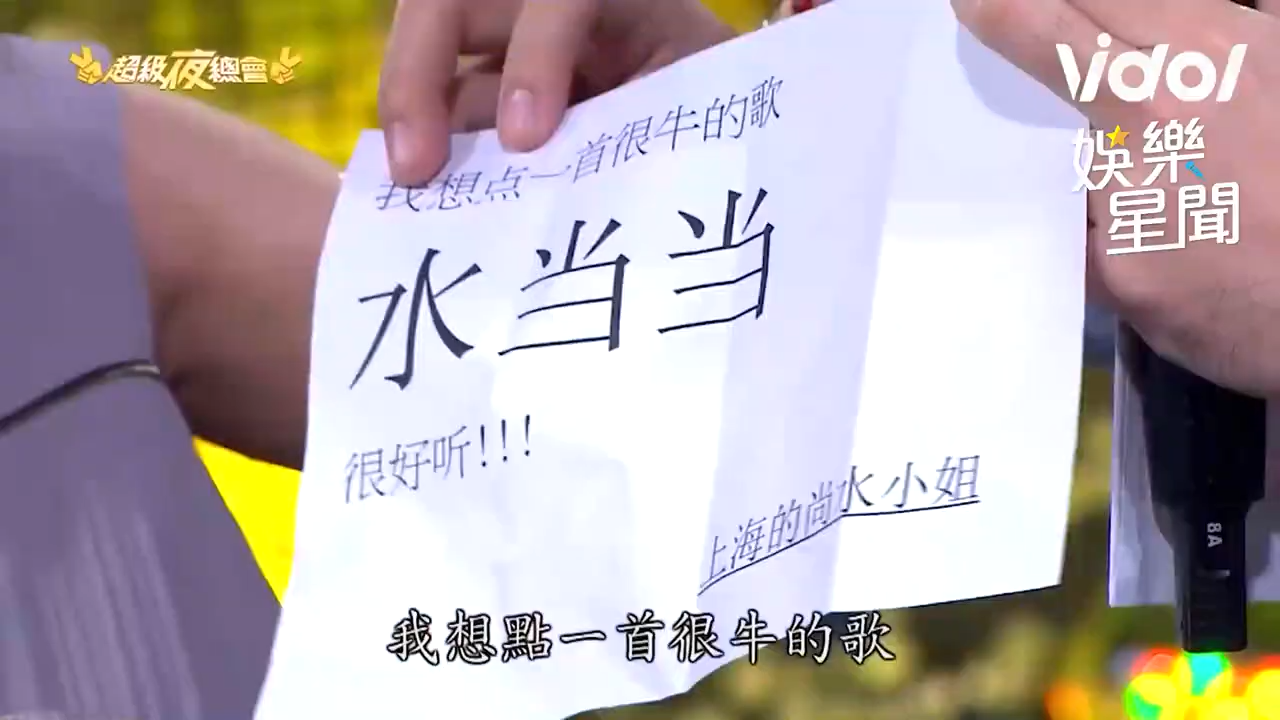 超級夜總會
Vidol
娛樂
星聞
我想点一首很牛的歌
水当当
很好听!!!
上海的尚水小姐
8A
我想點一首很牛的歌